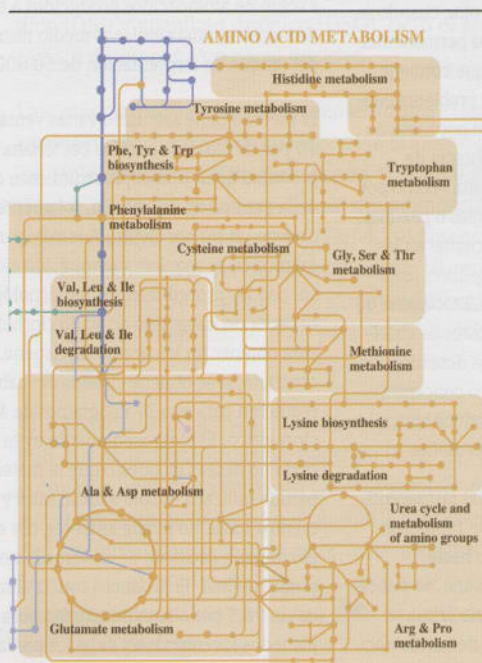 AMINO ACID METABOLISM
Histidine metabolism
Tyrosine metabolism
Phe, Tyr & Trp
biosynthesis
Tryptophan
metabolism
Phenylalanine
metabolism
Cysteine metabolism
Gly, Ser & Thr
metabolism
Val, Leu & Ile
biosynthesis
Val, Leu & Ile
degradation
Methionine
metabolism
Lysine biosynthesis
Lysine degradation
Ala & Asp metabolism
Urea cycle and
metabolism
of amino groups
Glutamate metabolism
Arg & Pro
metabolism